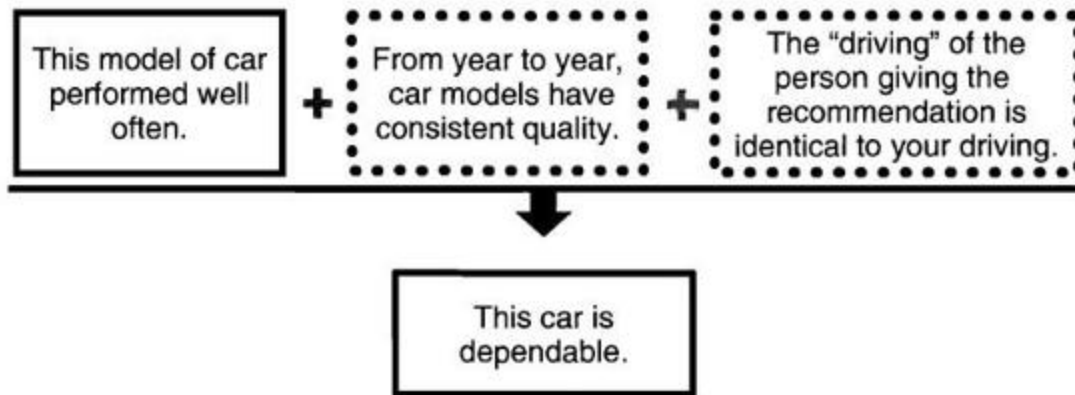 This model of car
performed well
often.
+
From year to year,
car models have
consistent quality.
+
The “driving” of the
person giving the
recommendation is
identical to your driving.
This car is
dependable.